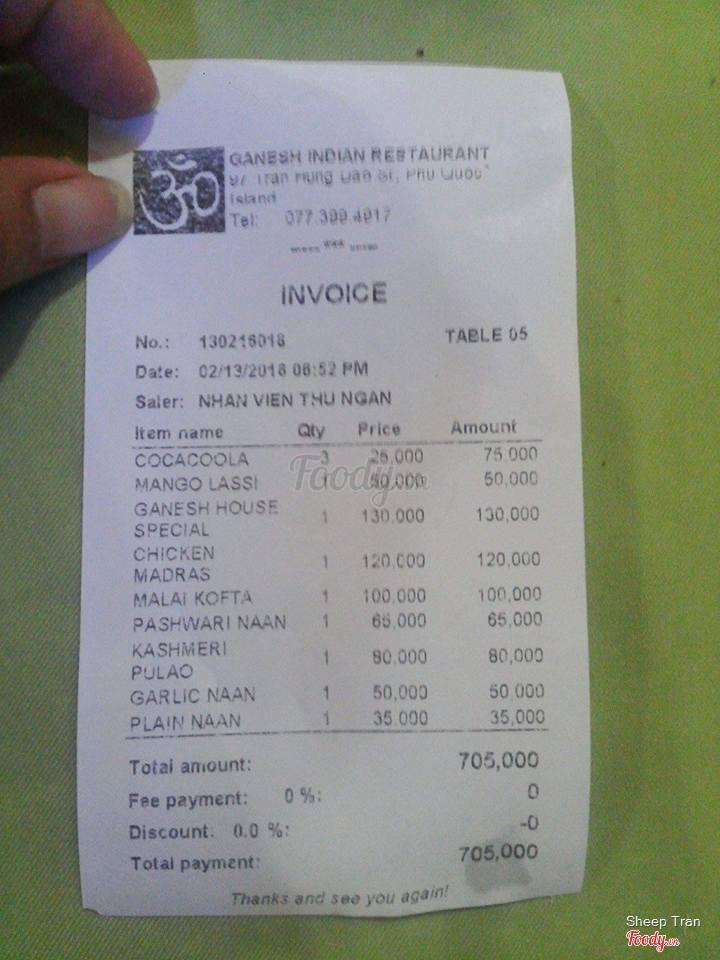 ॐ
GANESH INDIAN RESTAURANT
97 Tran Hung Dao St, Phu Quoc
Island
Tel: 077.399.4917
INVOICE
No.: 130216018 TABLE 05
Date: 02/13/2016 06:52 PM
Saler: NHAN VIEN THU NGAN
Item name Qty Price Amount
COCACOOLA 3 25,000 75,000
MANGO LASSI 1 50,000 50,000
GANESH HOUSE
SPECIAL 1 130,000 130,000
CHICKEN
MADRAS 1 120,000 120,000
MALAI KOFTA 1 100,000 100,000
PASHWARI NAAN 1 65,000 65,000
KASHMERI
PULAO 1 80,000 80,000
GARLIC NAAN 1 50,000 50,000
PLAIN NAAN 1 35,000 35,000
Total amount: 705,000
Fee payment: 0 %: 0
Discount: 0.0 %: -0
Total payment: 705,000
Thanks and see you again!
Foody.vn
Sheep Tran
Foody.vn